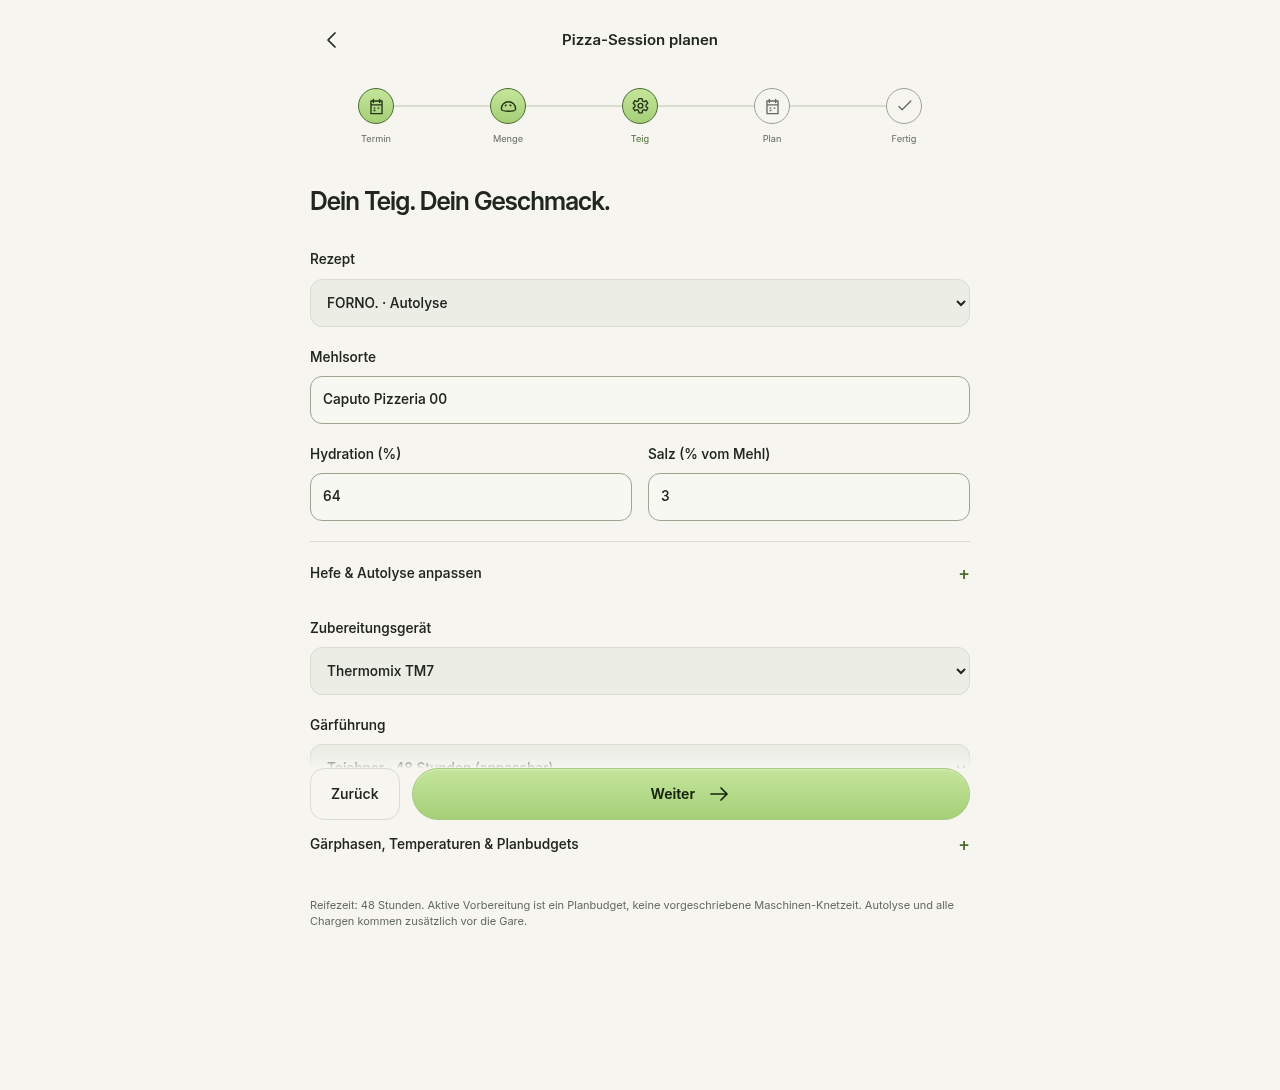 Pizza-Session planen
Termin
Menge
Teig
Plan
Fertig
Dein Teig. Dein Geschmack.
Rezept
FORNO. · Autolyse
Mehlsorte
Caputo Pizzeria 00
Hydration (%)
Salz (% vom Mehl)
64
3
Hefe & Autolyse anpassen
+
Zubereitungsgerät
Thermomix TM7
Gärführung
48 Stunden (anpassbar)
Zurück
Weiter
Gärphasen, Temperaturen & Planbudgets
+
Reifezeit: 48 Stunden. Aktive Vorbereitung ist ein Planbudget, keine vorgeschriebene Maschinen-Knetzeit. Autolyse und alle
Chargen kommen zusätzlich vor die Gare.